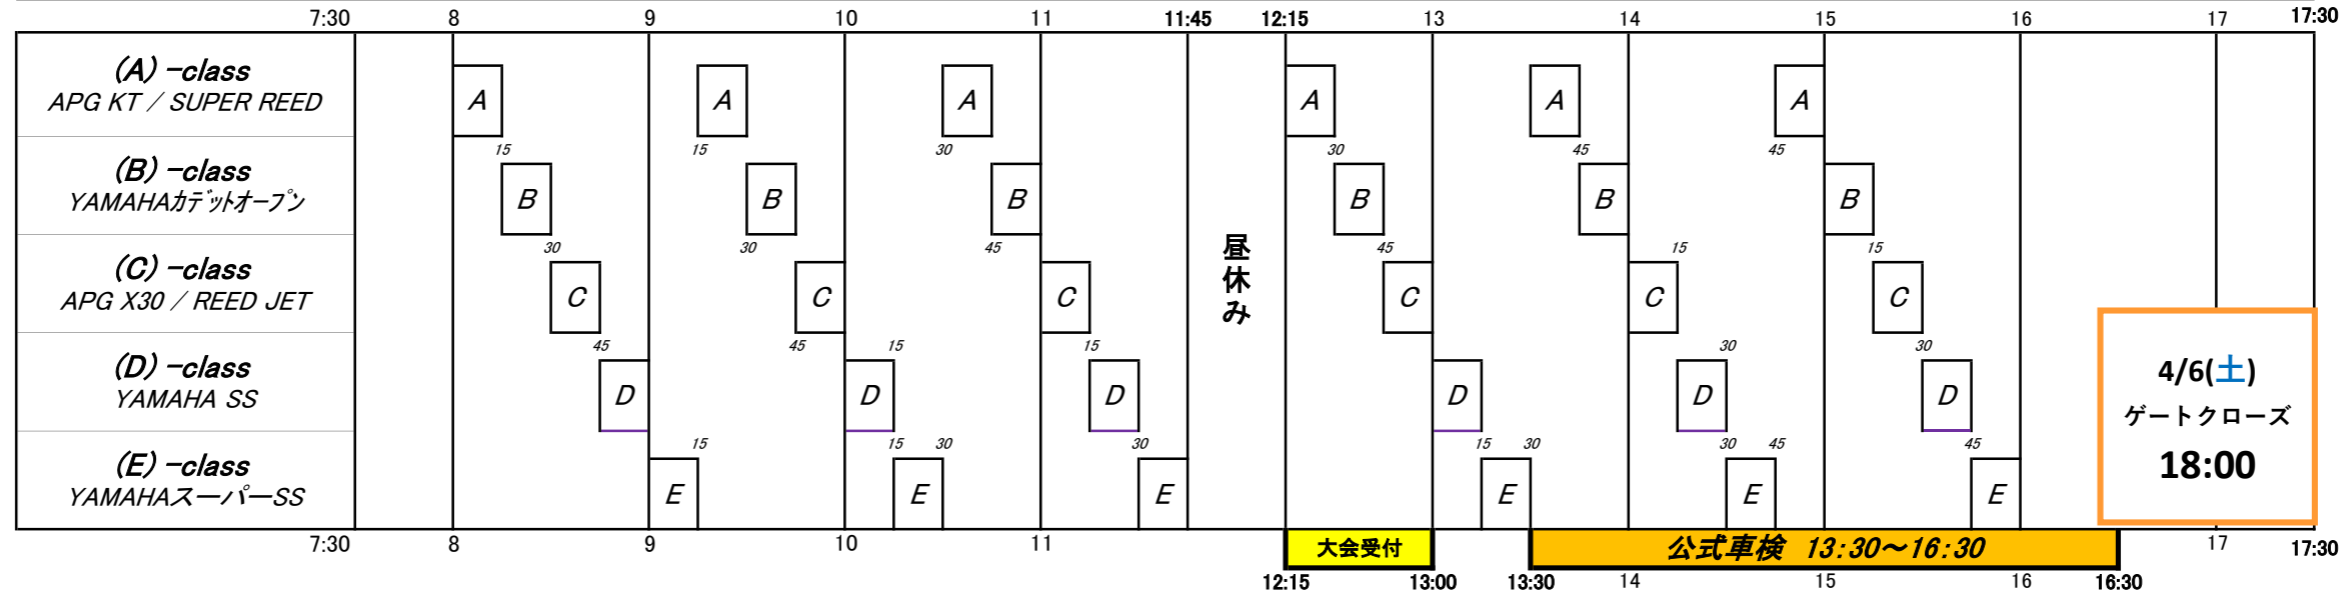 7:30 8 9 10 11 11:45 12:15 13 14 15 16 17 17:30
(A) -class
APG KT / SUPER REED
A A A A A A
15 15 30 30 45 45
(B) -class
YAMAHAｶﾃﾞｯﾄｵｰﾌﾟﾝ
B B B B B B
30 30 45 45 15 15
(C) -class
APG X30 / REED JET
C C C C C C
昼休み
45 45 15 15 30 30
(D) -class
YAMAHA SS
D D D D D D
15 15 30 30 15 30 30 45 45
(E) -class
YAMAHAスーパーSS
E E E E E E
4/6(土)
ゲートクローズ
18:00
7:30 8 9 10 11 大会受付 公式車検 13:30～16:30 17 17:30
12:15 13:00 13:30 14 15 16 16:30